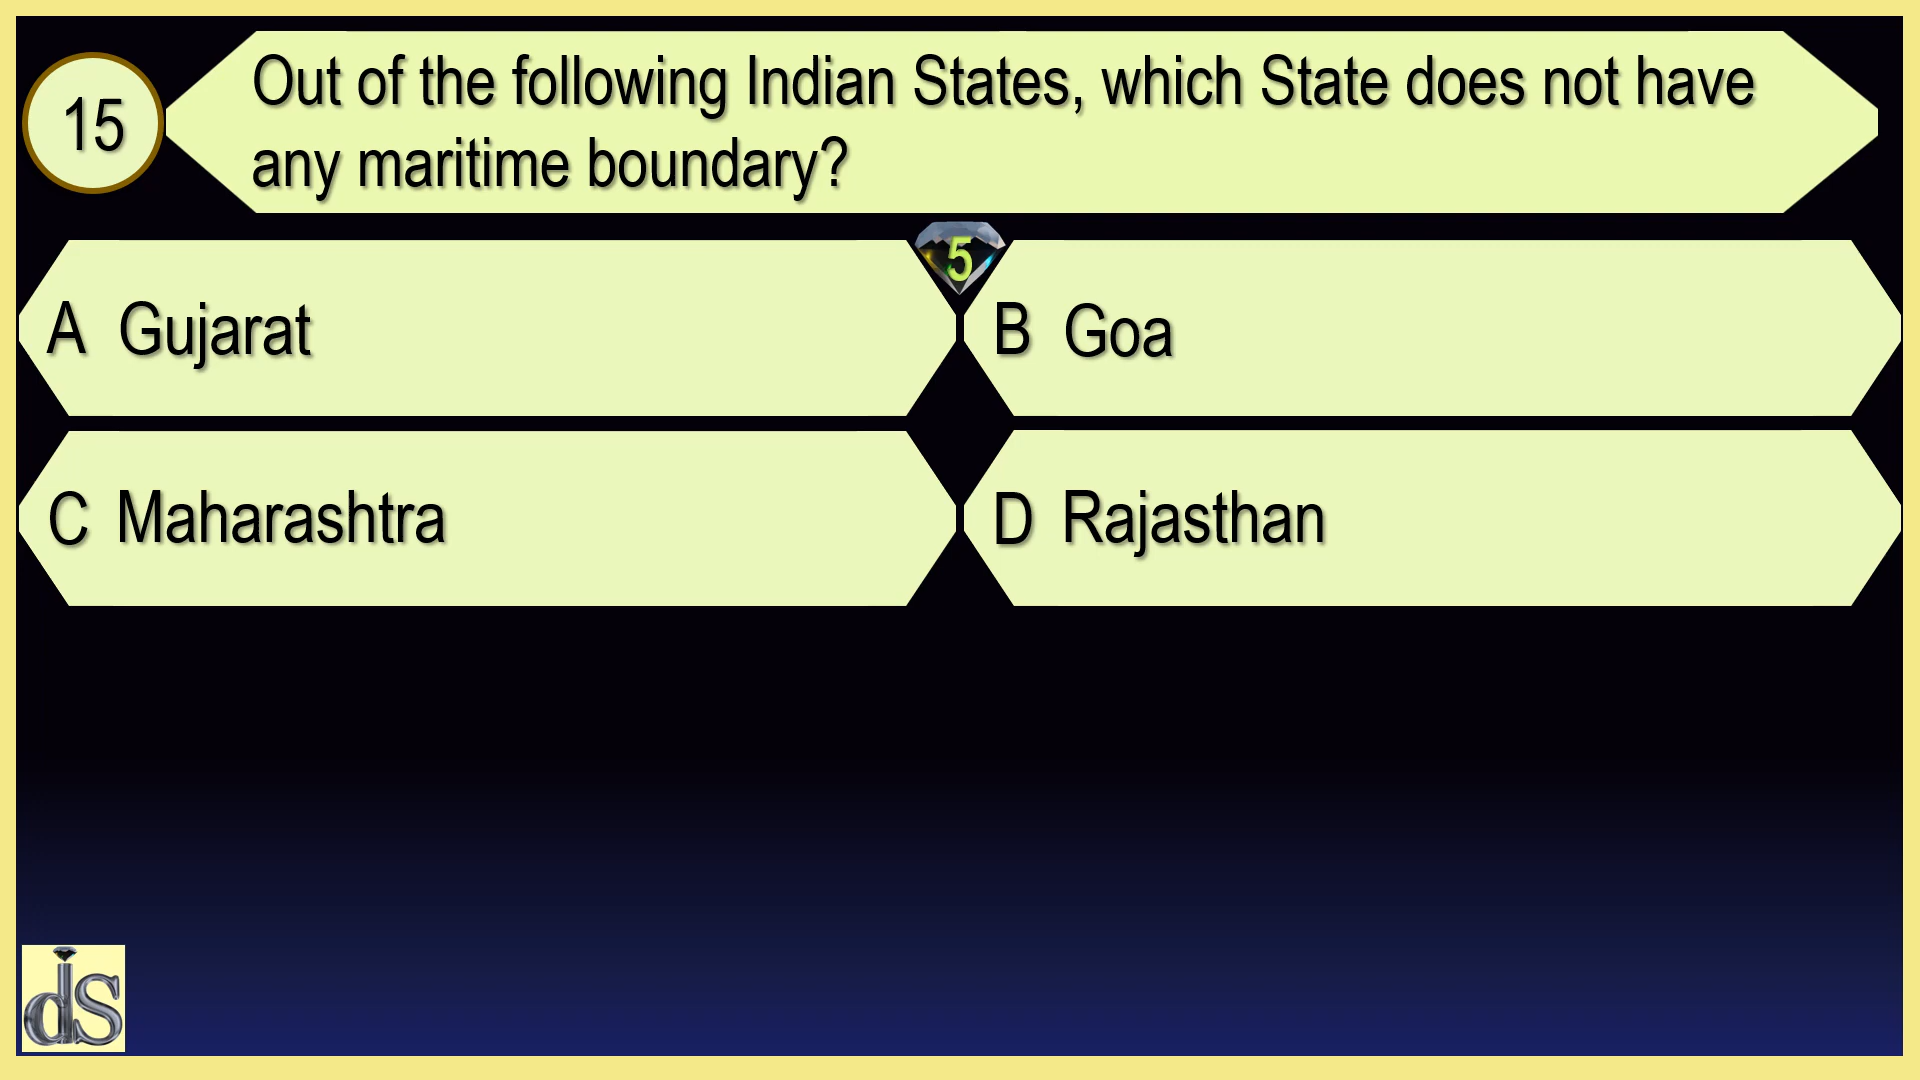 15
Out of the following Indian States, which State does not have
any maritime boundary?
5
A Gujarat
B Goa
C Maharashtra
D Rajasthan
ds